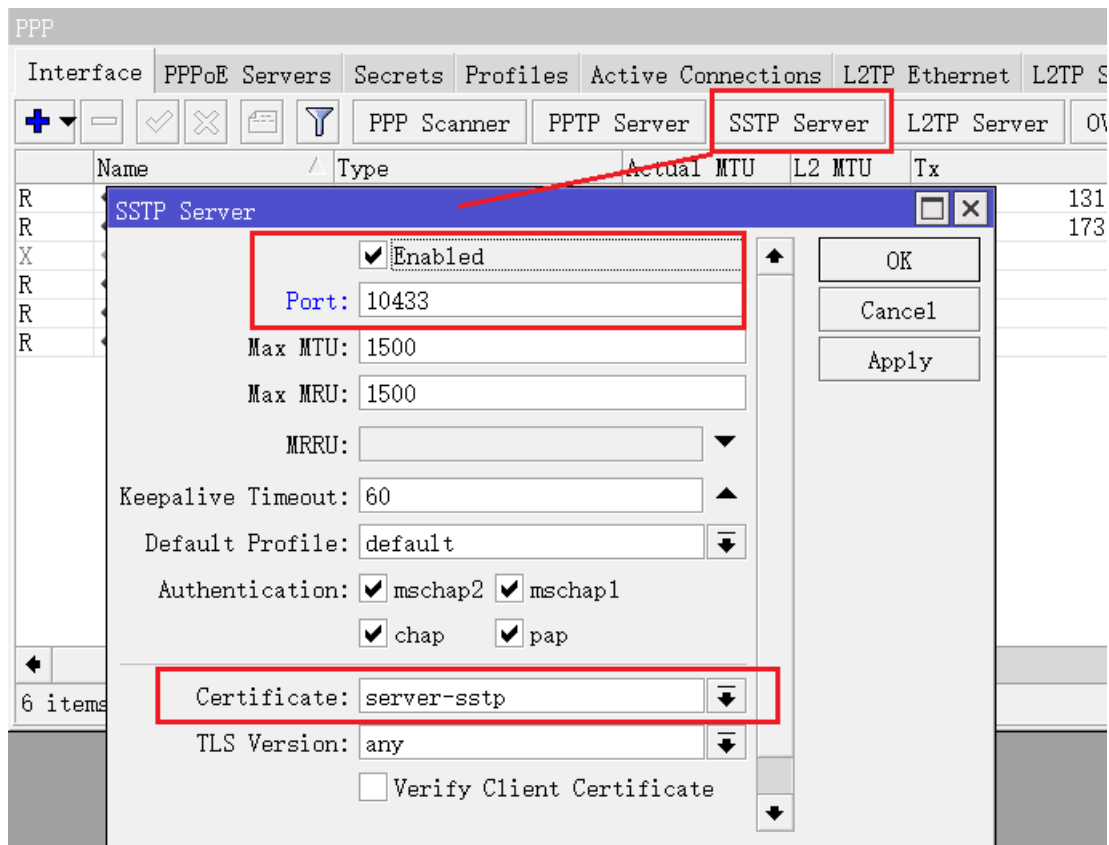 PPP
Interface PPPoE Servers Secrets Profiles Active Connections L2TP Ethernet L2TP S
PPP Scanner PPTP Server SSTP Server L2TP Server OV
Name Type Actual MTU L2 MTU Tx
R 131
R 173
X
R
R
R
SSTP Server
Enabled
OK
Port: 10433
Cancel
Max MTU: 1500
Apply
Max MRU: 1500
MRRU:
Keepalive Timeout: 60
Default Profile: default
Authentication: mschap2 mschap1
chap pap
Certificate: server-sstp
6 items
TLS Version: any
Verify Client Certificate